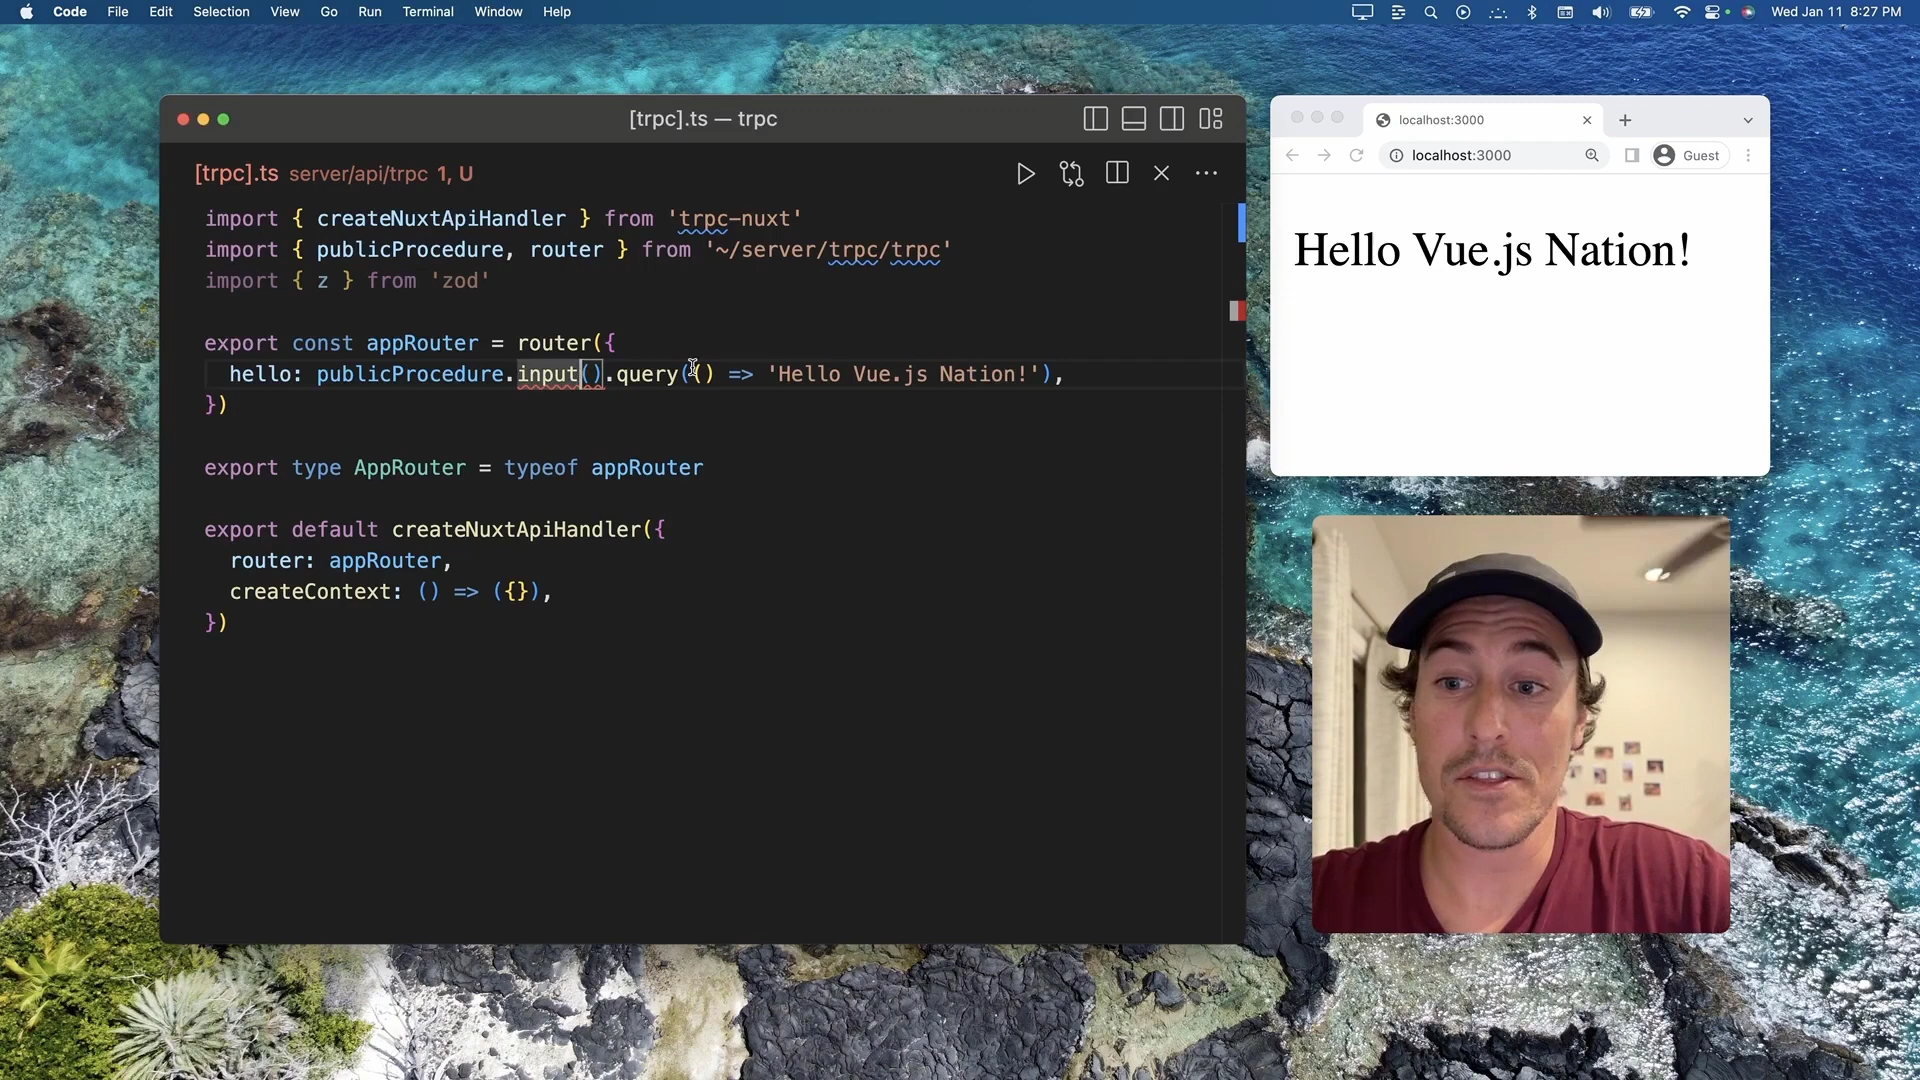 Code File Edit Selection View Go Run Terminal Window Help Wed Jan 11 8:27 PM
[trpc].ts — trpc
[trpc].ts server/api/trpc 1, U
import { createNuxtApiHandler } from 'trpc-nuxt'
import { publicProcedure, router } from '~/server/trpc/trpc'
import { z } from 'zod'
export const appRouter = router({
hello: publicProcedure.input().query(() => 'Hello Vue.js Nation!'),
})
export type AppRouter = typeof appRouter
export default createNuxtApiHandler({
router: appRouter,
createContext: () => ({}),
})
localhost:3000
localhost:3000 Guest
Hello Vue.js Nation!